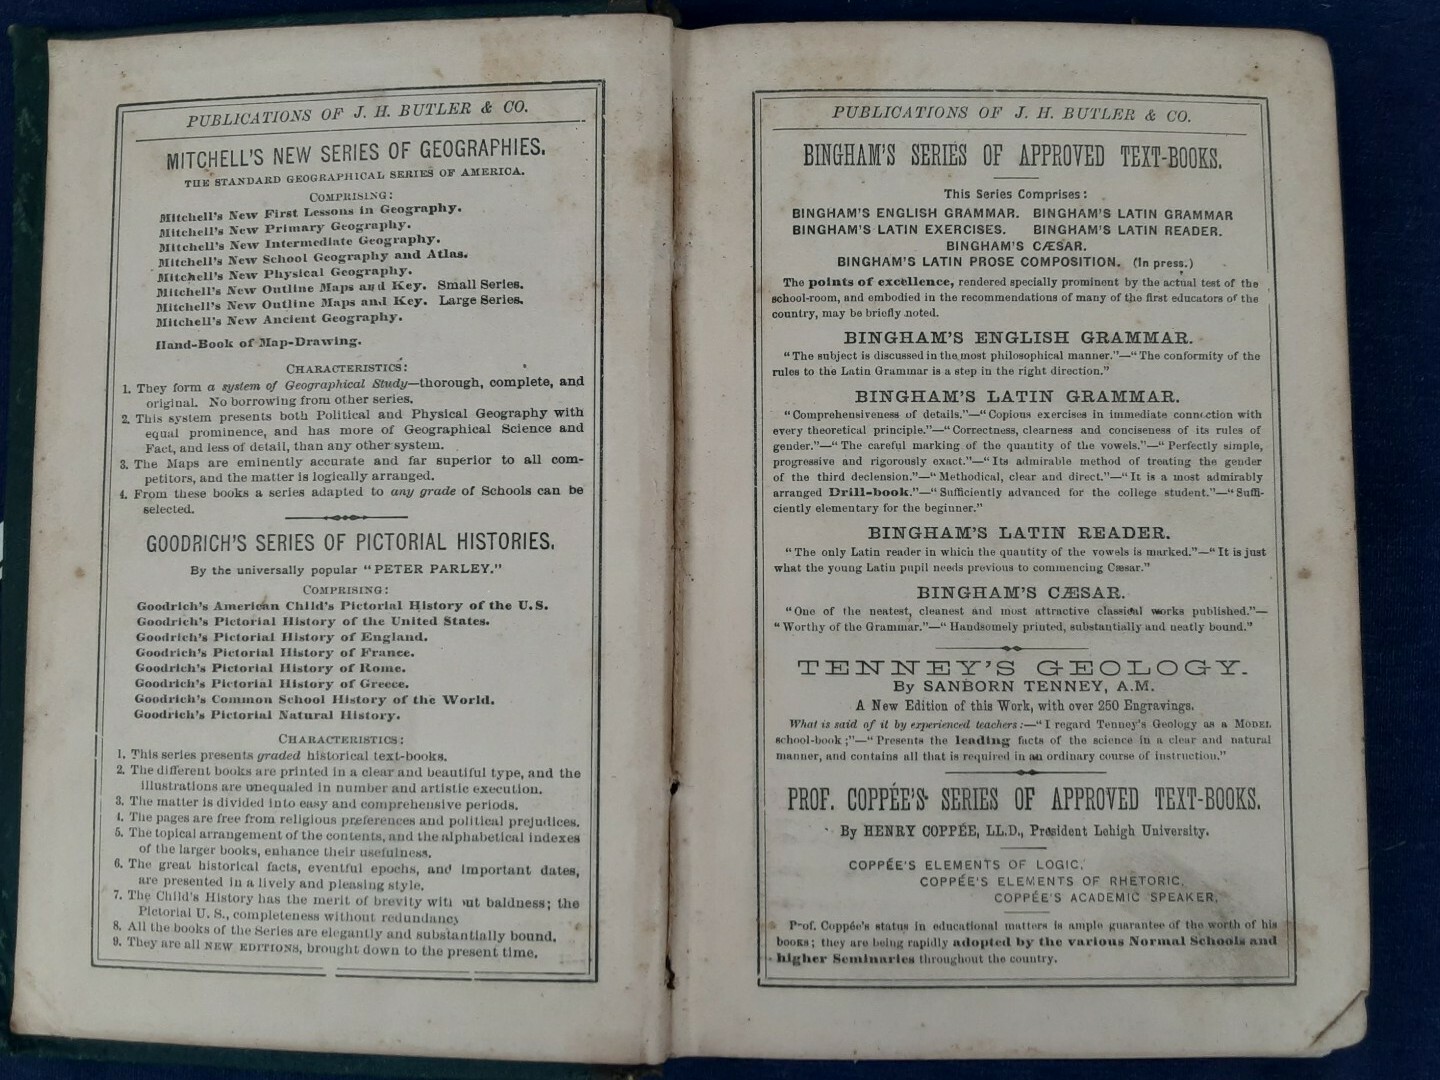 PUBLICATIONS OF J. H. BUTLER & CO.
MITCHELL'S NEW SERIES OF GEOGRAPHIES.
THE STANDARD GEOGRAPHICAL SERIES OF AMERICA.
COMPRISING:
Mitchell's New First Lessons in Geography.
Mitchell's New Primary Geography.
Mitchell's New Intermediate Geography.
Mitchell's New School Geography and Atlas.
Mitchell's New Physical Geography.
Mitchell's New Outline Maps and Key. Small Series.
Mitchell's New Outline Maps and Key. Large Series.
Mitchell's New Ancient Geography.
Hand-Book of Map-Drawing.
CHARACTERISTICS:
1. They form a system of Geographical Study—thorough, complete, and
original. No borrowing from other series.
2. This system presents both Political and Physical Geography with
equal prominence, and has more of Geographical Science and
Fact, and less of detail, than any other system.
3. The Maps are eminently accurate and far superior to all com-
petitors, and the matter is logically arranged.
4. From these books a series adapted to any grade of Schools can be
selected.
GOODRICH'S SERIES OF PICTORIAL HISTORIES.
By the universally popular "PETER PARLEY."
COMPRISING:
Goodrich's American Child's Pictorial History of the U.S.
Goodrich's Pictorial History of the United States.
Goodrich's Pictorial History of England.
Goodrich's Pictorial History of France.
Goodrich's Pictorial History of Rome.
Goodrich's Pictorial History of Greece.
Goodrich's Common School History of the World.
Goodrich's Pictorial Natural History.
CHARACTERISTICS:
1. This series presents graded historical text-books.
2. The different books are printed in a clear and beautiful type, and the
illustrations are unequaled in number and artistic execution.
3. The matter is divided into easy and comprehensive periods.
4. The pages are free from religious preferences and political prejudices.
5. The topical arrangement of the contents, and the alphabetical indexes
of the larger books, enhance their usefulness.
6. The great historical facts, eventful epochs, and important dates,
are presented in a lively and pleasing style.
7. The Child's History has the merit of brevity without baldness; the
Pictorial U. S., completeness without redundancy
8. All the books of the Series are elegantly and substantially bound.
9. They are all NEW EDITIONS, brought down to the present time.
PUBLICATIONS OF J. H. BUTLER & CO.
BINGHAM'S SERIES OF APPROVED TEXT-BOOKS.
This Series Comprises:
BINGHAM'S ENGLISH GRAMMAR. BINGHAM'S LATIN GRAMMAR
BINGHAM'S LATIN EXERCISES. BINGHAM'S LATIN READER.
BINGHAM'S CÆSAR.
BINGHAM'S LATIN PROSE COMPOSITION. (In press.)
The points of excellence, rendered specially prominent by the actual test of the
school-room, and embodied in the recommendations of many of the first educators of the
country, may be briefly noted.
BINGHAM'S ENGLISH GRAMMAR.
"The subject is discussed in the most philosophical manner."—"The conformity of the
rules to the Latin Grammar is a step in the right direction."
BINGHAM'S LATIN GRAMMAR.
"Comprehensiveness of details."—"Copious exercises in immediate connection with
every theoretical principle."—"Correctness, clearness and conciseness of its rules of
gender."—"The careful marking of the quantity of the vowels."—"Perfectly simple,
progressive and rigorously exact."—"Its admirable method of treating the gender
of the third declension."—"Methodical, clear and direct."—"It is a most admirably
arranged Drill-book."—"Sufficiently advanced for the college student."—"Suffi-
ciently elementary for the beginner."
BINGHAM'S LATIN READER.
"The only Latin reader in which the quantity of the vowels is marked."—"It is just
what the young Latin pupil needs previous to commencing Cæsar."
BINGHAM'S CÆSAR.
"One of the neatest, cleanest and most attractive classical works published."—
"Worthy of the Grammar."—"Handsomely printed, substantially and neatly bound."
TENNEY'S GEOLOGY.
By SANBORN TENNEY, A.M.
A New Edition of this Work, with over 250 Engravings.
What is said of it by experienced teachers:—"I regard Tenney's Geology as a MODEL
school-book;"—"Presents the leading facts of the science in a clear and natural
manner, and contains all that is required in an ordinary course of instruction."
PROF. COPPÉE'S SERIES OF APPROVED TEXT-BOOKS.
By HENRY COPPÉE, LL.D., President Lehigh University.
COPPÉE'S ELEMENTS OF LOGIC.
COPPÉE'S ELEMENTS OF RHETORIC.
COPPÉE'S ACADEMIC SPEAKER,
Prof. Coppée's status in educational matters is ample guarantee of the worth of his
books; they are being rapidly adopted by the various Normal Schools and
higher Seminaries throughout the country.